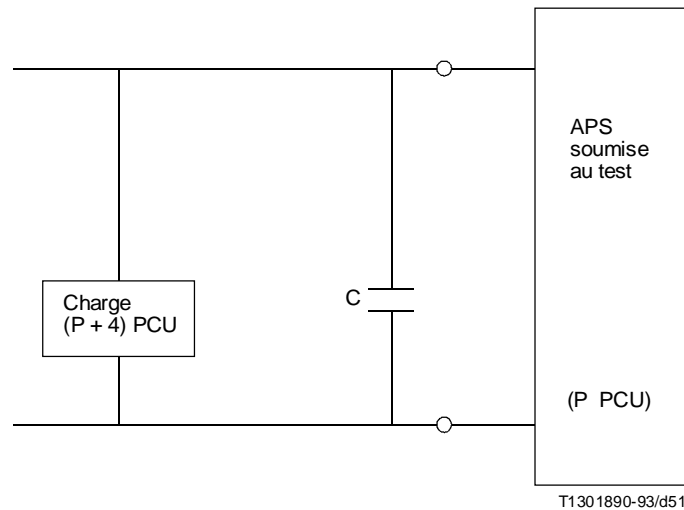 APS
soumise
au test
Charge
(P + 4) PCU
C
(P PCU)
T1301890-93/d51